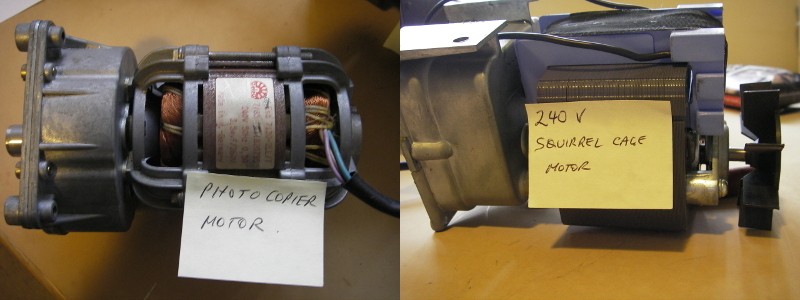 PHOTO COPIER
MOTOR.
240 V
SQUIRREL CAGE
MOTOR